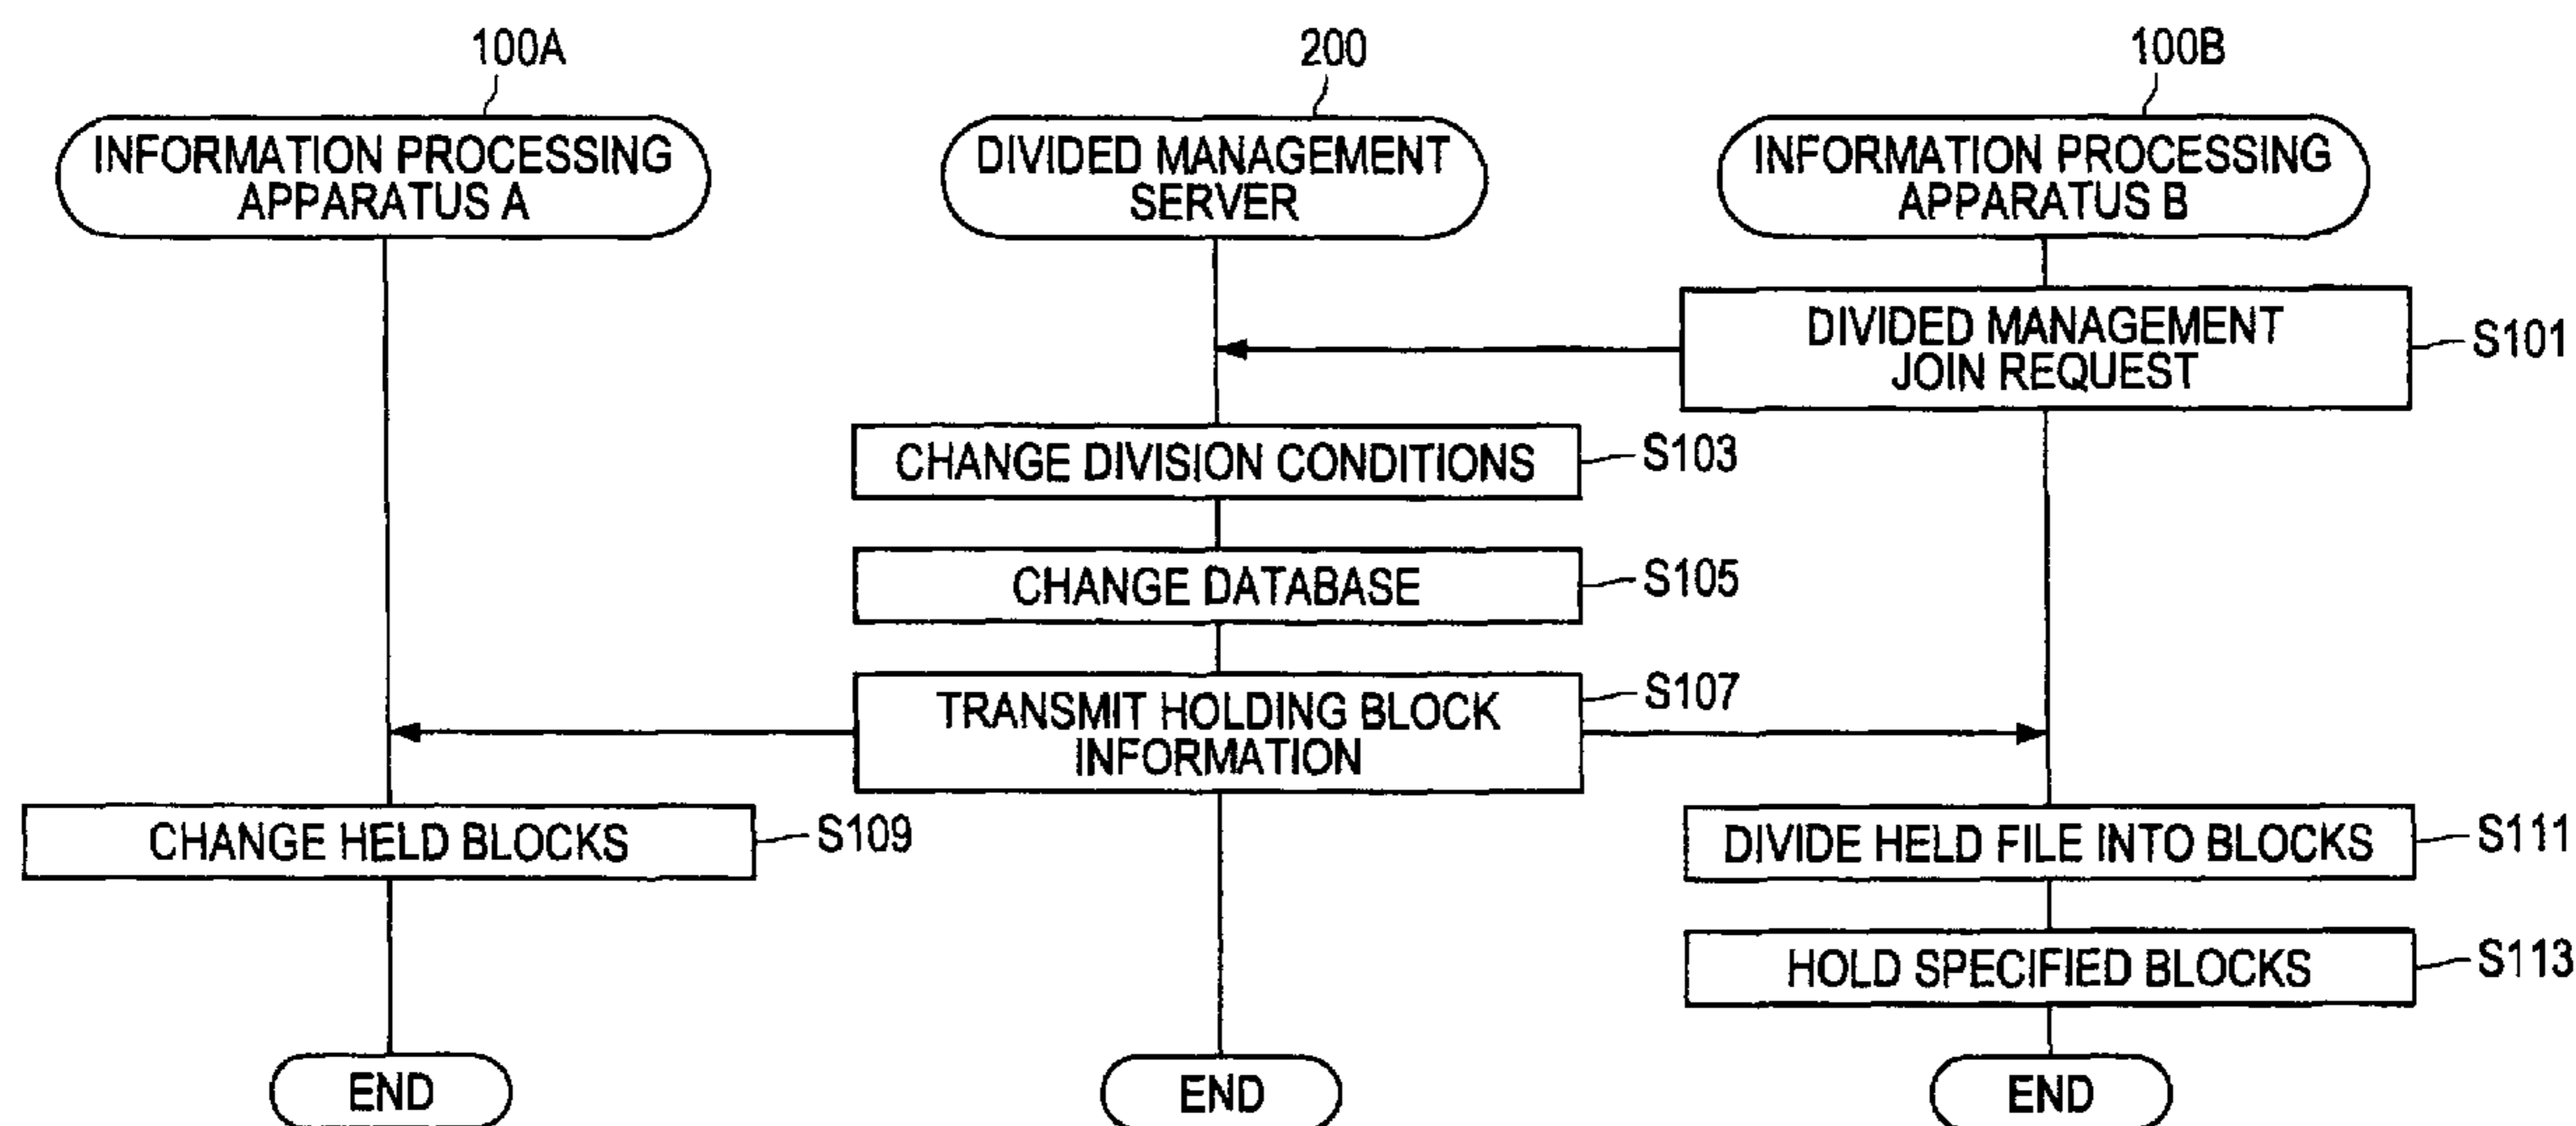 100A
200
100B
INFORMATION PROCESSING
APPARATUS A
DIVIDED MANAGEMENT
SERVER
INFORMATION PROCESSING
APPARATUS B
DIVIDED MANAGEMENT
JOIN REQUEST
S101
CHANGE DIVISION CONDITIONS
S103
CHANGE DATABASE
S105
TRANSMIT HOLDING BLOCK
INFORMATION
S107
CHANGE HELD BLOCKS
S109
DIVIDE HELD FILE INTO BLOCKS
S111
HOLD SPECIFIED BLOCKS
S113
END
END
END